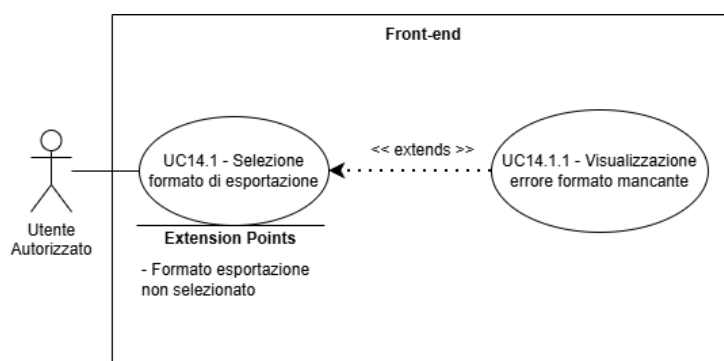 Front-end
UC14.1 - Selezione
formato di esportazione
<< extends >>
UC14.1.1 - Visualizzazione
errore formato mancante
Utente
Autorizzato
Extension Points
- Formato esportazione
non selezionato